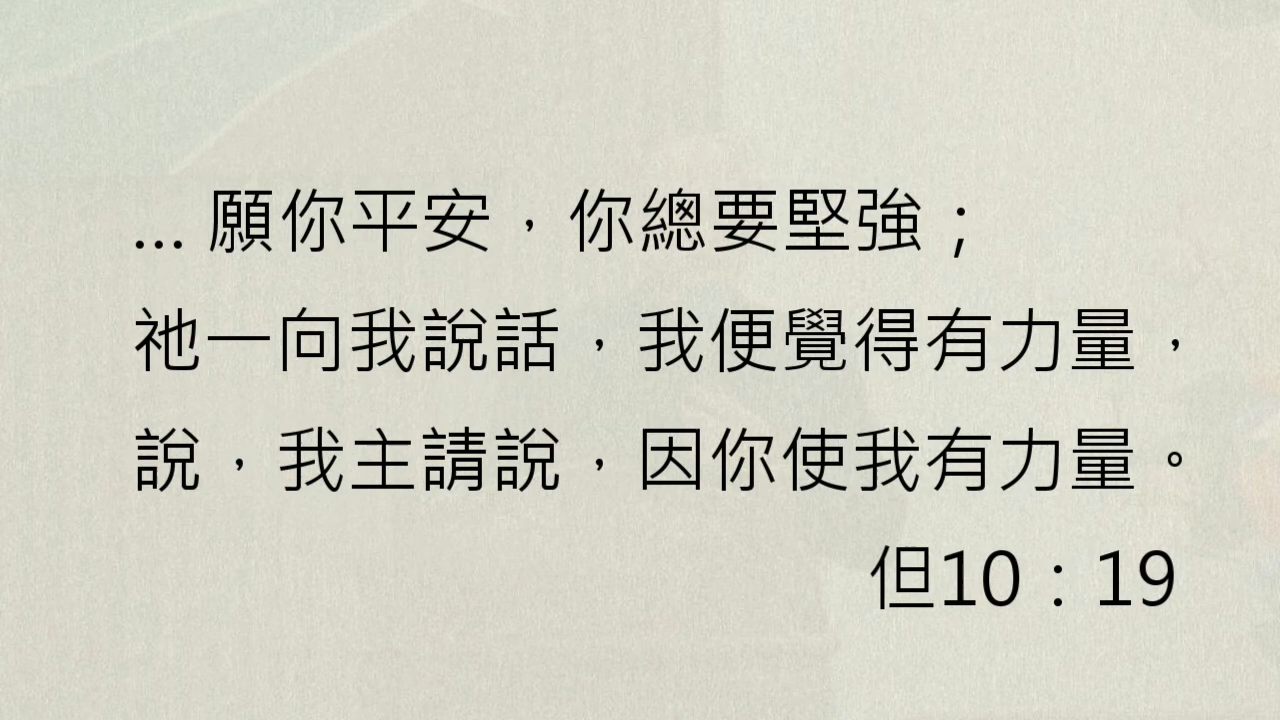 ... 願你平安，你總要堅強；
祂一向我說話，我便覺得有力量，
說，我主請說，因你使我有力量。
但10：19